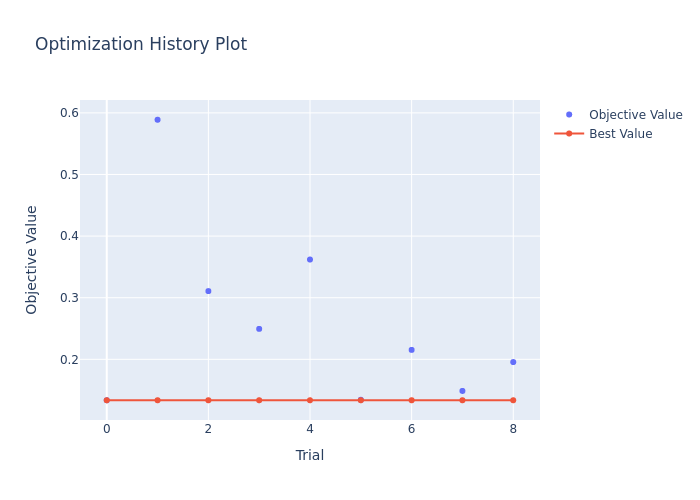 Optimization History Plot
Objective Value
Best Value
0.6
0.5
0.4
0.3
0.2
Objective Value
0
2
4
6
8
Trial